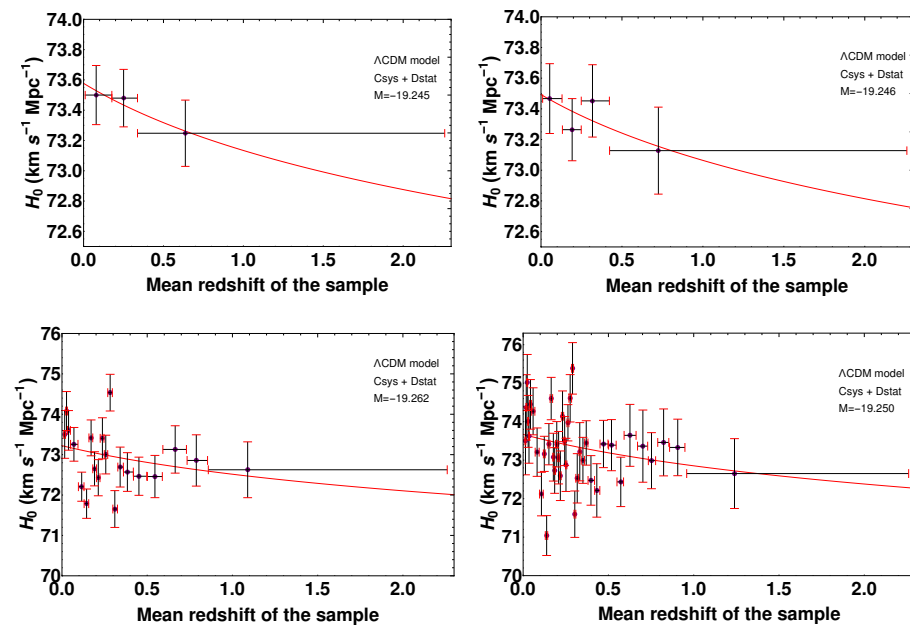 74.0
73.8
73.6
73.4
73.2
73.0
72.8
72.6
H₀ (km s⁻¹ Mpc⁻¹)
ΛCDM model
Csys + Dstat
M=−19.245
0.0 0.5 1.0 1.5 2.0
Mean redshift of the sample
74.0
73.8
73.6
73.4
73.2
73.0
72.8
72.6
H₀ (km s⁻¹ Mpc⁻¹)
ΛCDM model
Csys + Dstat
M=−19.246
0.0 0.5 1.0 1.5 2.0
Mean redshift of the sample
76
75
74
73
72
71
70
H₀ (km s⁻¹ Mpc⁻¹)
ΛCDM model
Csys + Dstat
M=−19.262
0.0 0.5 1.0 1.5 2.0
Mean redshift of the sample
76
75
74
73
72
71
70
H₀ (km s⁻¹ Mpc⁻¹)
ΛCDM model
Csys + Dstat
M=−19.250
0.0 0.5 1.0 1.5 2.0
Mean redshift of the sample